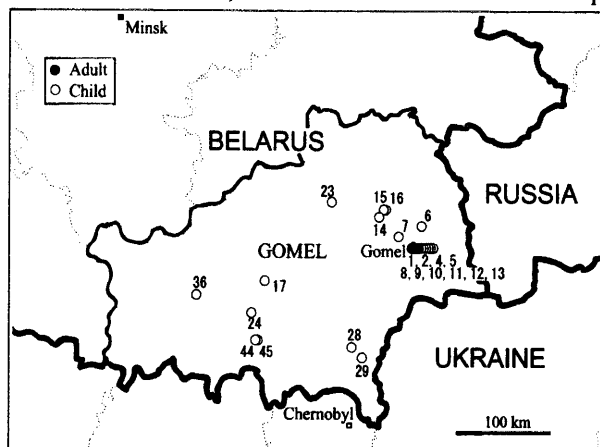 Minsk
Adult
Child
BELARUS
RUSSIA
23
15 16
14
7
6
GOMEL
Gomel
1, 2, 4, 5
8, 9, 10, 11, 12, 13
36
17
24
44 45
28
29
UKRAINE
Chernobyl
100 km